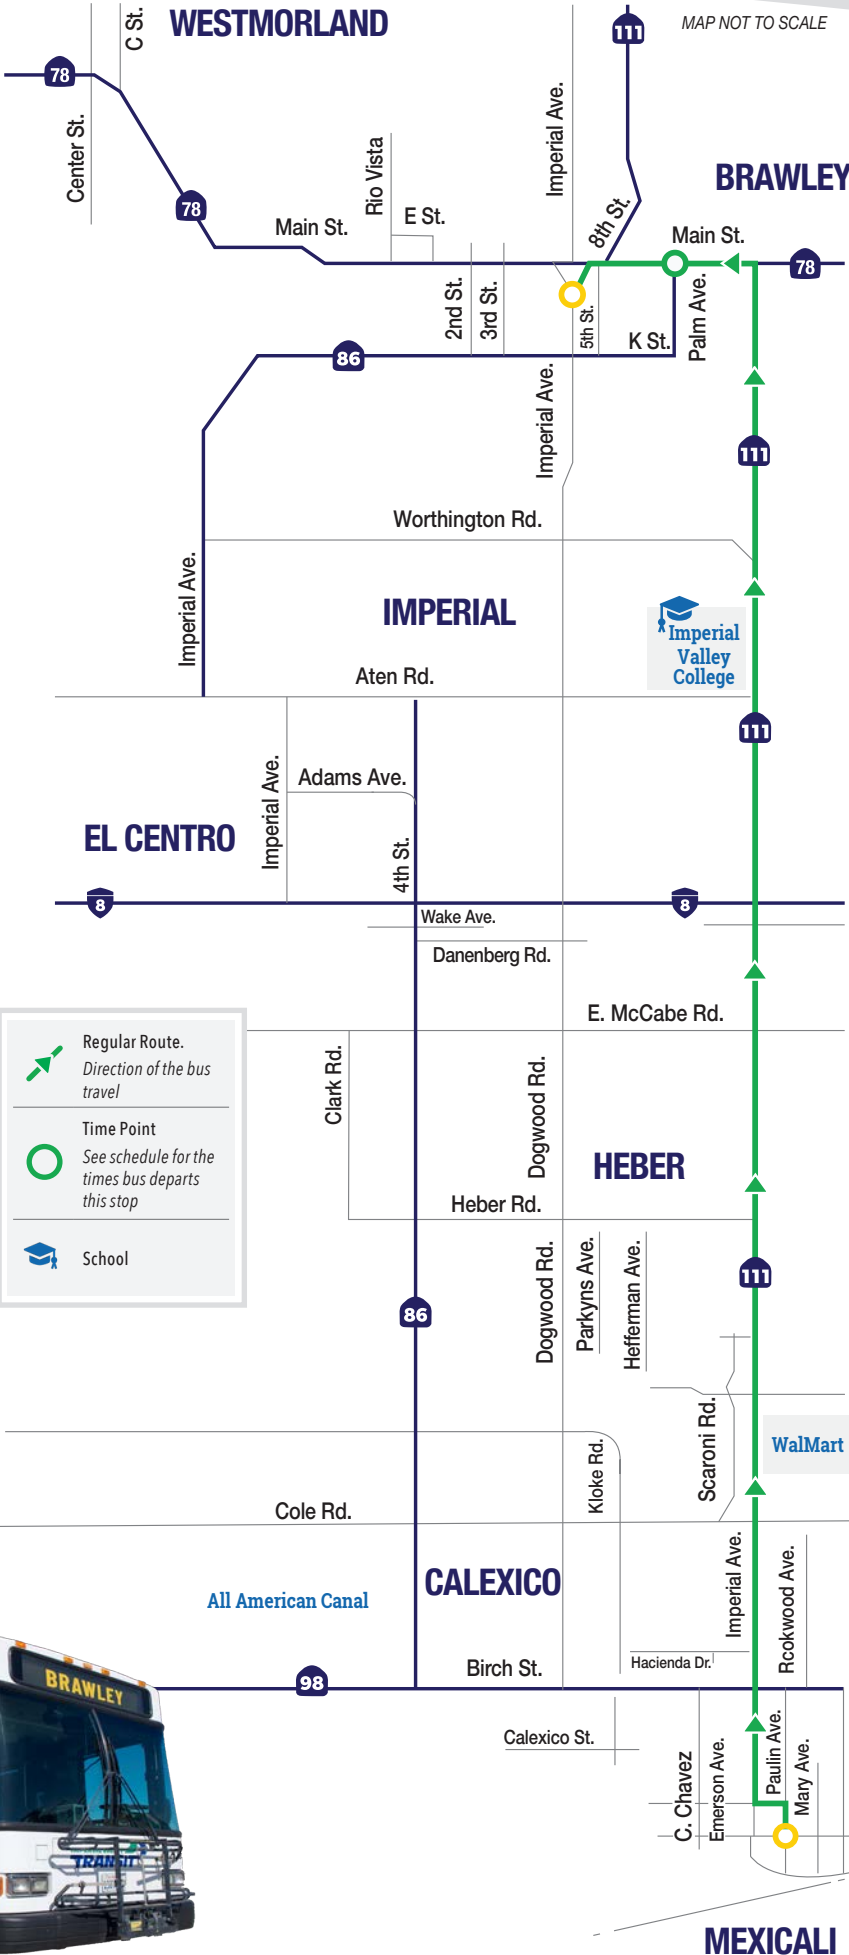 WESTMORLAND
MAP NOT TO SCALE
C St.
111
78
Center St.
Imperial Ave.
Rio Vista
BRAWLEY
78
E St.
8th St.
Main St.
Main St.
78
2nd St.
3rd St.
5th St.
Palm Ave.
K St.
86
Imperial Ave.
111
Worthington Rd.
Imperial Ave.
IMPERIAL
Imperial
Valley
College
Aten Rd.
111
Imperial Ave.
Adams Ave.
EL CENTRO
4th St.
8
8
Wake Ave.
Danenberg Rd.
E. McCabe Rd.
Regular Route.
Direction of the bus
travel
Time Point
See schedule for the
times bus departs
this stop
School
Clark Rd.
Dogwood Rd.
HEBER
Heber Rd.
Dogwood Rd.
Parkyns Ave.
Hefferman Ave.
111
86
Scaroni Rd.
WalMart
Kloke Rd.
Cole Rd.
Imperial Ave.
Rcokwood Ave.
CALEXICO
All American Canal
Hacienda Dr.
Birch St.
98
BRAWLEY
Calexico St.
C. Chavez
Emerson Ave.
Paulin Ave.
Mary Ave.
TRANSIT
MEXICALI